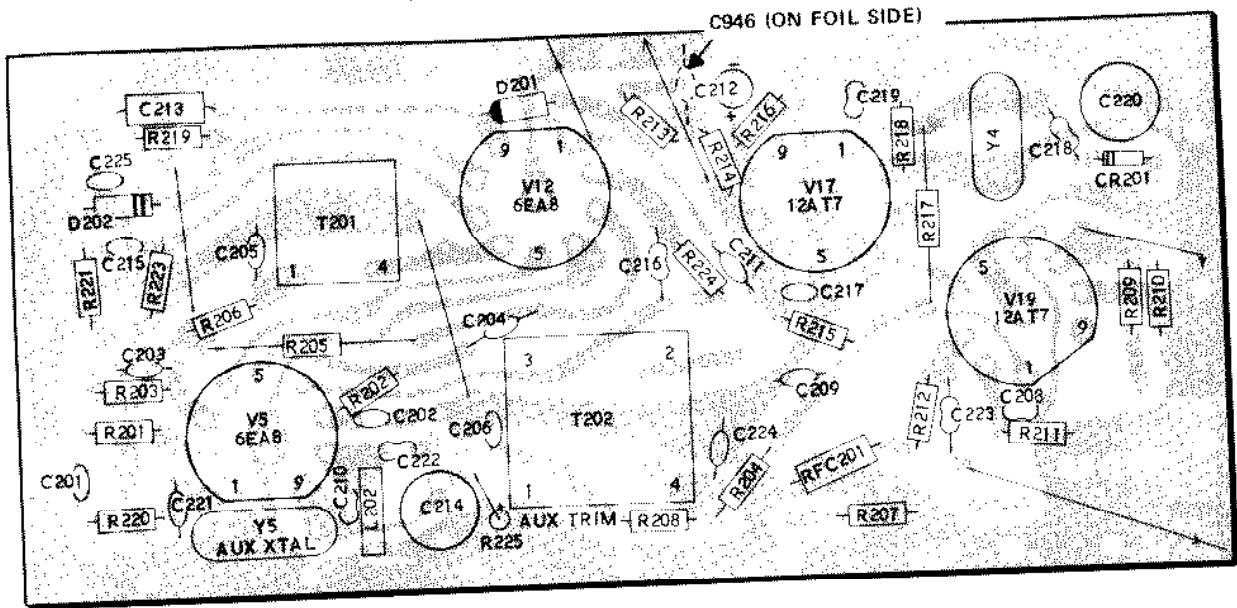 C946 (ON FOIL SIDE)
D201
C212
C219
C213
R213
R216
R218
Y4
C220
R219
9 1
9 1
C218
C225
R214
V12
6EA8
V17
12AT7
CR201
D202
T201
R217
C215
C205
5
C216
R224
C211
5
5
R221
R223
1 4
C217
V19
12AT7
R209
R210
R206
9
C204
R215
R205
3 2
1
C203
5
R202
C209
R203
C208
V5
6EA8
C202
C206
T202
R212
C223
R201
C224
R211
C222
R204
RFC201
C201
1 9
C210
L202
1 4
C221
C214
R220
Y5
AUX XTAL
R225
AUX TRIM
R208
R207
-
+